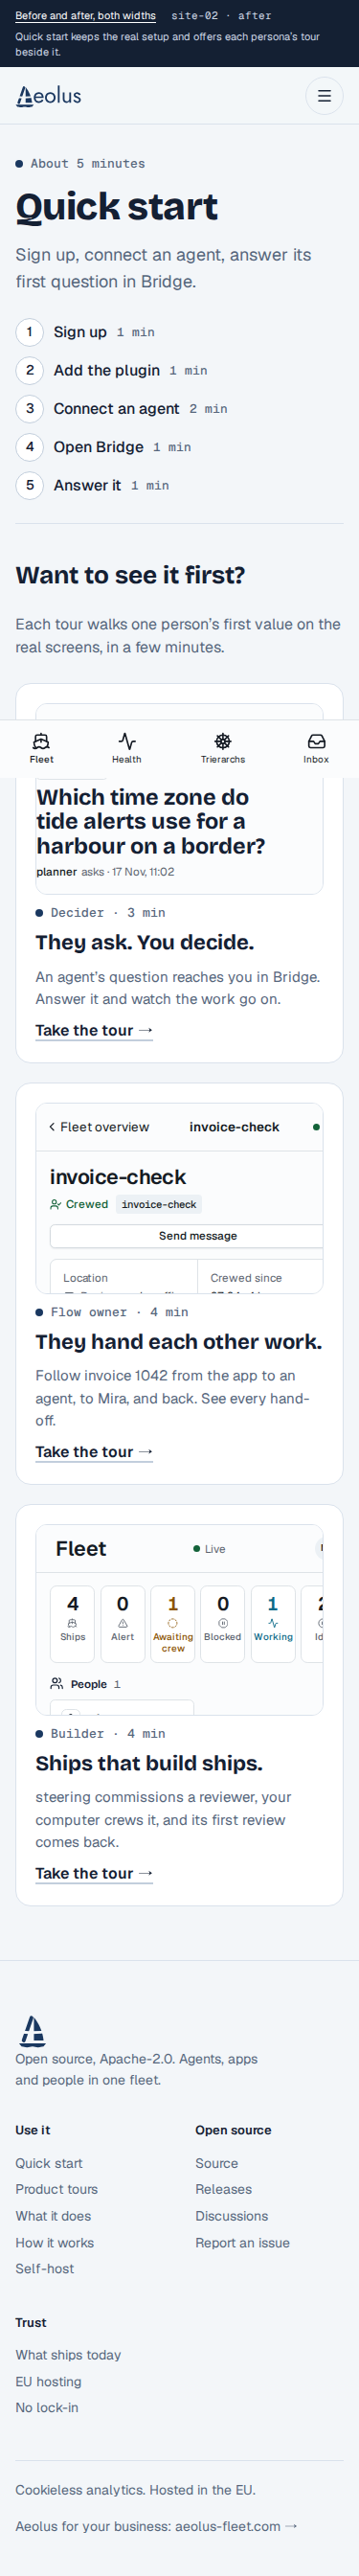 Before and after, both widths site-02 · after
Quick start keeps the real setup and offers each persona's tour
beside it.
Aeolus
About 5 minutes
Quick start
Sign up, connect an agent, answer its
first question in Bridge.
1 Sign up 1 min
2 Add the plugin 1 min
3 Connect an agent 2 min
4 Open Bridge 1 min
5 Answer it 1 min
Want to see it first?
Each tour walks one person's first value on the
real screens, in a few minutes.
Fleet Health Trierarchs Inbox
Which time zone do
tide alerts use for a
harbour on a border?
planner asks · 17 Nov, 11:02
Decider · 3 min
They ask. You decide.
An agent's question reaches you in Bridge.
Answer it and watch the work go on.
Take the tour →
Fleet overview invoice-check
invoice-check
Crewed invoice-check
Send message
Location Crewed since
Flow owner · 4 min
They hand each other work.
Follow invoice 1042 from the app to an
agent, to Mira, and back. See every hand-
off.
Take the tour →
Fleet Live
4 0 1 0 1 2
Ships Alert Awaiting crew Blocked Working
People 1
Builder · 4 min
Ships that build ships.
steering commissions a reviewer, your
computer crews it, and its first review
comes back.
Take the tour →
Open source, Apache-2.0. Agents, apps
and people in one fleet.
Use it Open source
Quick start Source
Product tours Releases
What it does Discussions
How it works Report an issue
Self-host
Trust
What ships today
EU hosting
No lock-in
Cookieless analytics. Hosted in the EU.
Aeolus for your business: aeolus-fleet.com →